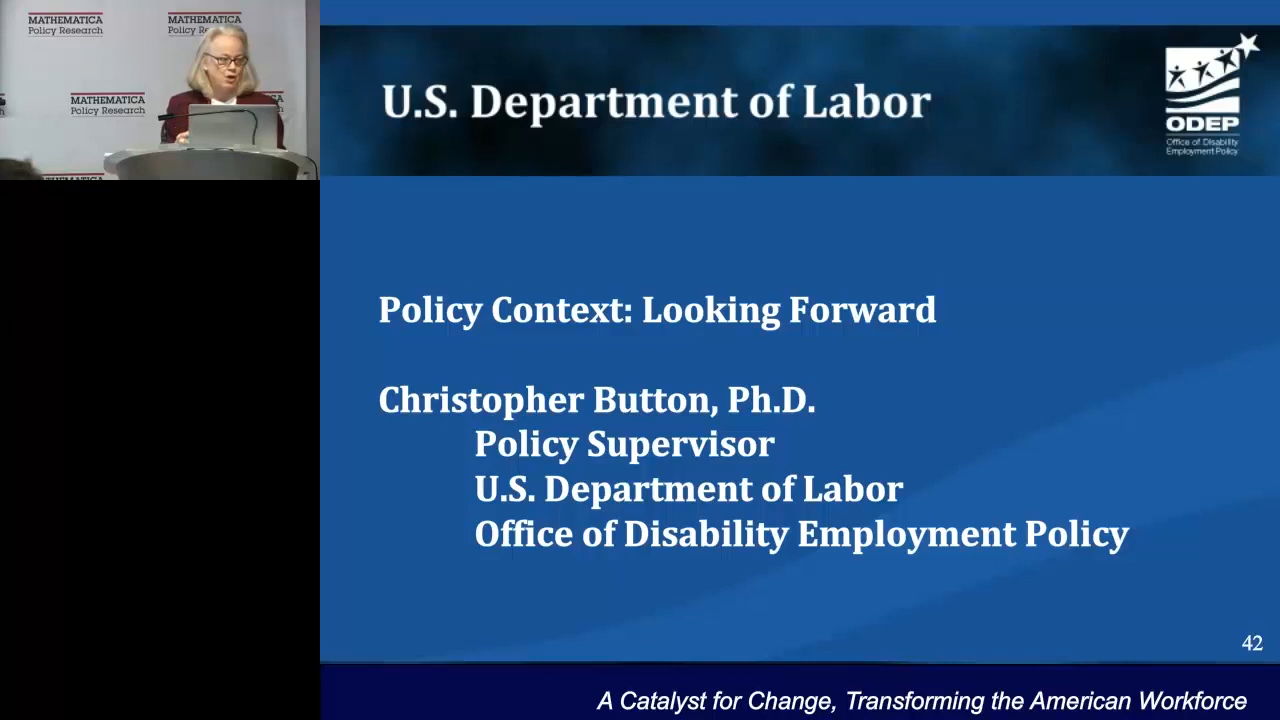 MATHEMATICA
Policy Research
MATHEMATICA
Policy Re
MATHEMATICA
Policy Research
U.S. Department of Labor
ODEP
Office of Disability
Employment Policy
Policy Context: Looking Forward
Christopher Button, Ph.D.
Policy Supervisor
U.S. Department of Labor
Office of Disability Employment Policy
42
A Catalyst for Change, Transforming the American Workforce